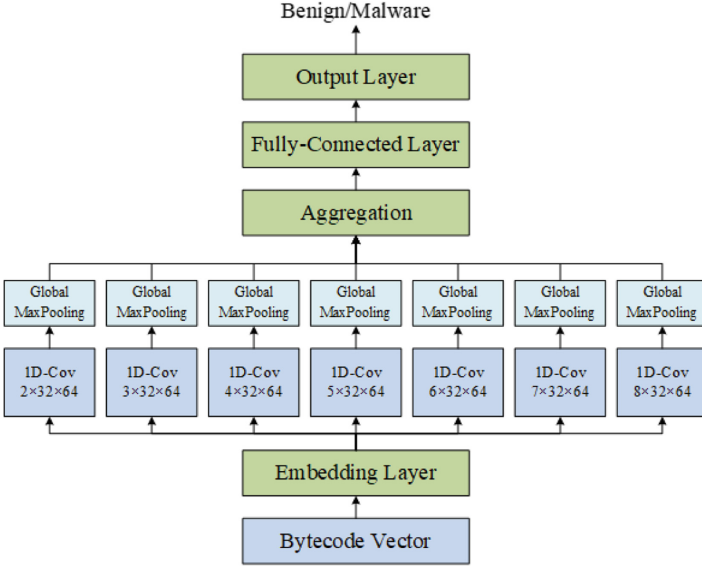 Benign/Malware
Output Layer
Fully-Connected Layer
Aggregation
Global Global Global Global Global Global Global
MaxPooling MaxPooling MaxPooling MaxPooling MaxPooling MaxPooling MaxPooling
1D-Cov 1D-Cov 1D-Cov 1D-Cov 1D-Cov 1D-Cov 1D-Cov
2×32×64 3×32×64 4×32×64 5×32×64 6×32×64 7×32×64 8×32×64
Embedding Layer
Bytecode Vector